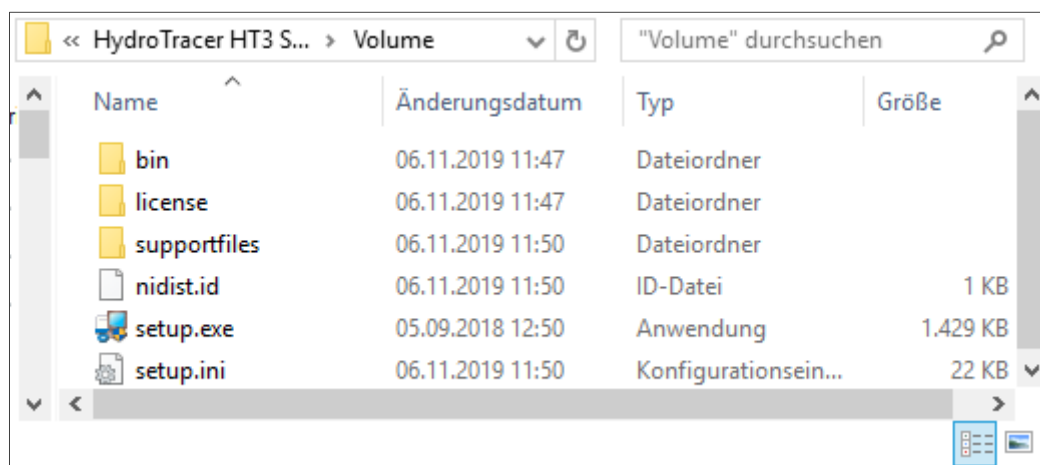 « HydroTracer HT3 S... > Volume "Volume" durchsuchen
Name Änderungsdatum Typ Größe
bin 06.11.2019 11:47 Dateiordner
license 06.11.2019 11:47 Dateiordner
supportfiles 06.11.2019 11:50 Dateiordner
nidist.id 06.11.2019 11:50 ID-Datei 1 KB
setup.exe 05.09.2018 12:50 Anwendung 1.429 KB
setup.ini 06.11.2019 11:50 Konfigurationsein... 22 KB